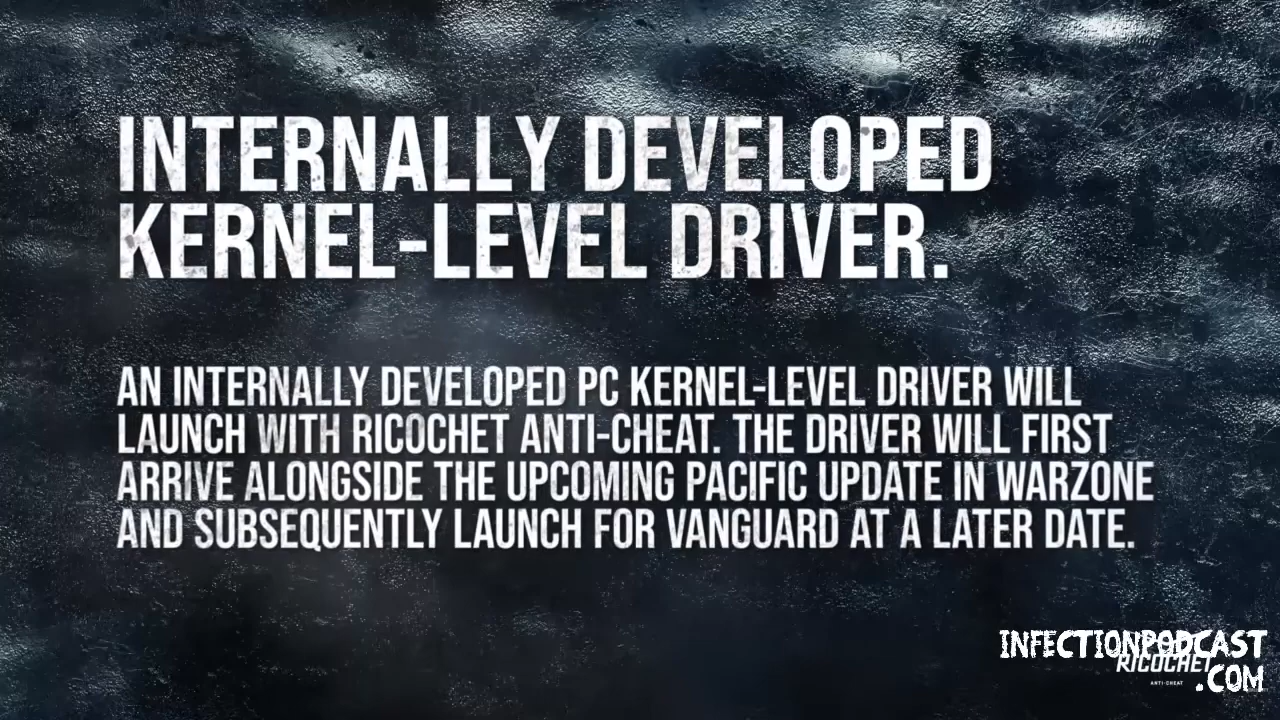 INTERNALLY DEVELOPED
KERNEL-LEVEL DRIVER.
AN INTERNALLY DEVELOPED PC KERNEL-LEVEL DRIVER WILL
LAUNCH WITH RICOCHET ANTI-CHEAT. THE DRIVER WILL FIRST
ARRIVE ALONGSIDE THE UPCOMING PACIFIC UPDATE IN WARZONE
AND SUBSEQUENTLY LAUNCH FOR VANGUARD AT A LATER DATE.
INFECTIONPODCAST
.COM
RICOCHET
ANTI-CHEAT